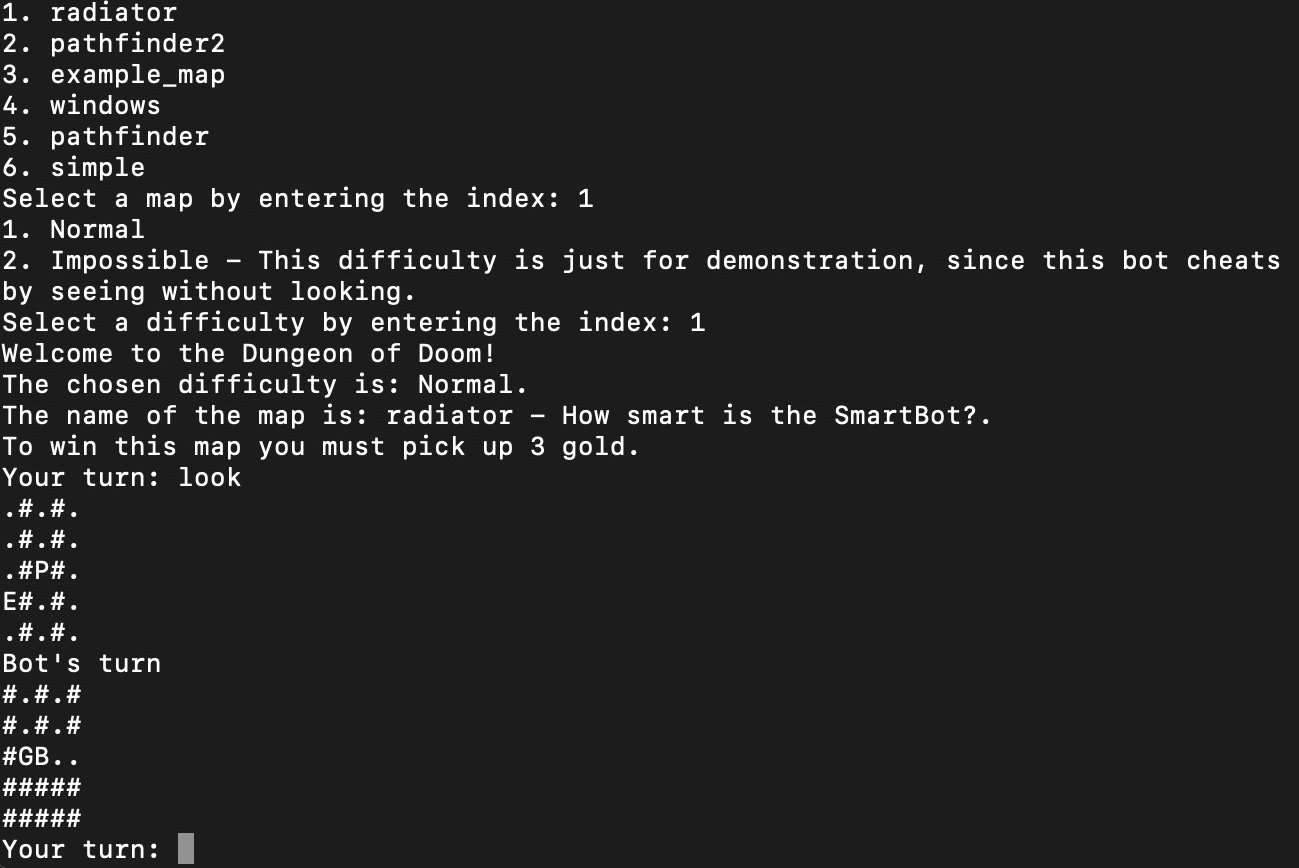 1. radiator
2. pathfinder2
3. example_map
4. windows
5. pathfinder
6. simple
Select a map by entering the index: 1
1. Normal
2. Impossible – This difficulty is just for demonstration, since this bot cheats
by seeing without looking.
Select a difficulty by entering the index: 1
Welcome to the Dungeon of Doom!
The chosen difficulty is: Normal.
The name of the map is: radiator – How smart is the SmartBot?.
To win this map you must pick up 3 gold.
Your turn: look
.#.#.
.#.#.
.#P#.
E#.#.
.#.#.
Bot's turn
#.#.#
#.#.#
#GB..
#####
#####
Your turn: